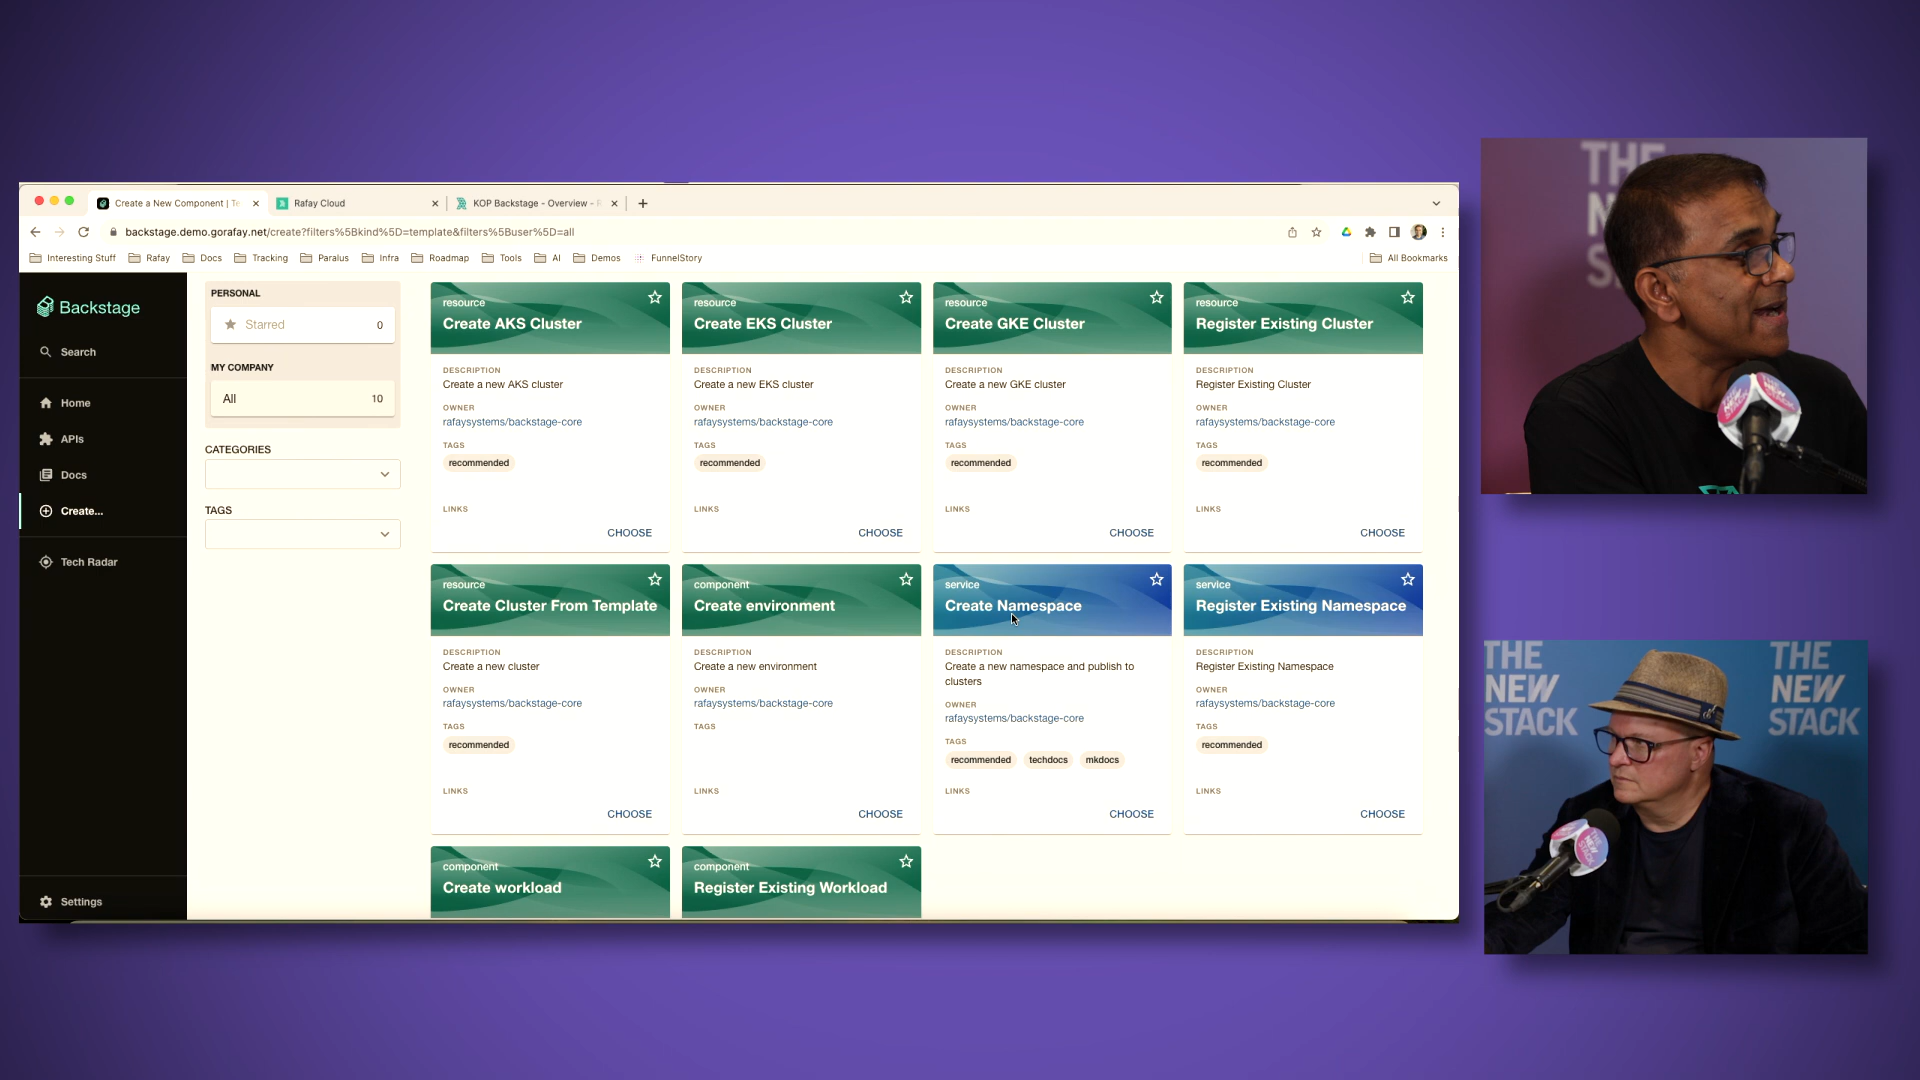 Create a New Component | Te
Rafay Cloud
KOP Backstage - Overview -
backstage.demo.gorafay.net/create?filters%5Bkind%5D=template&filters%5Buser%5D=all
Interesting Stuff
Rafay
Docs
Tracking
Paralus
Infra
Roadmap
Tools
AI
Demos
FunnelStory
All Bookmarks
Backstage
Search
Home
APIs
Docs
Create...
Tech Radar
Settings
PERSONAL
Starred 0
MY COMPANY
All 10
CATEGORIES
TAGS
resource
Create AKS Cluster
DESCRIPTION
Create a new AKS cluster
OWNER
rafaysystems/backstage-core
TAGS
recommended
LINKS
CHOOSE
resource
Create EKS Cluster
DESCRIPTION
Create a new EKS cluster
OWNER
rafaysystems/backstage-core
TAGS
recommended
LINKS
CHOOSE
resource
Create GKE Cluster
DESCRIPTION
Create a new GKE cluster
OWNER
rafaysystems/backstage-core
TAGS
recommended
LINKS
CHOOSE
resource
Register Existing Cluster
DESCRIPTION
Register Existing Cluster
OWNER
rafaysystems/backstage-core
TAGS
recommended
LINKS
CHOOSE
resource
Create Cluster From Template
DESCRIPTION
Create a new cluster
OWNER
rafaysystems/backstage-core
TAGS
recommended
LINKS
CHOOSE
component
Create environment
DESCRIPTION
Create a new environment
OWNER
rafaysystems/backstage-core
TAGS
LINKS
CHOOSE
service
Create Namespace
DESCRIPTION
Create a new namespace and publish to
clusters
OWNER
rafaysystems/backstage-core
TAGS
recommended techdocs mkdocs
LINKS
CHOOSE
service
Register Existing Namespace
DESCRIPTION
Register Existing Namespace
OWNER
rafaysystems/backstage-core
TAGS
recommended
LINKS
CHOOSE
component
Create workload
component
Register Existing Workload
THE
THE
NEW
STACK
THE
NEW
STACK